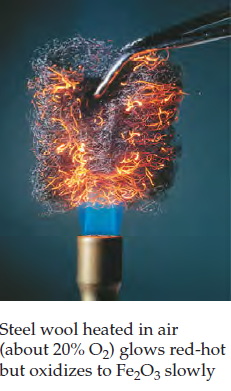 Steel wool heated in air
(about 20% O₂) glows red-hot
but oxidizes to Fe₂O₃ slowly